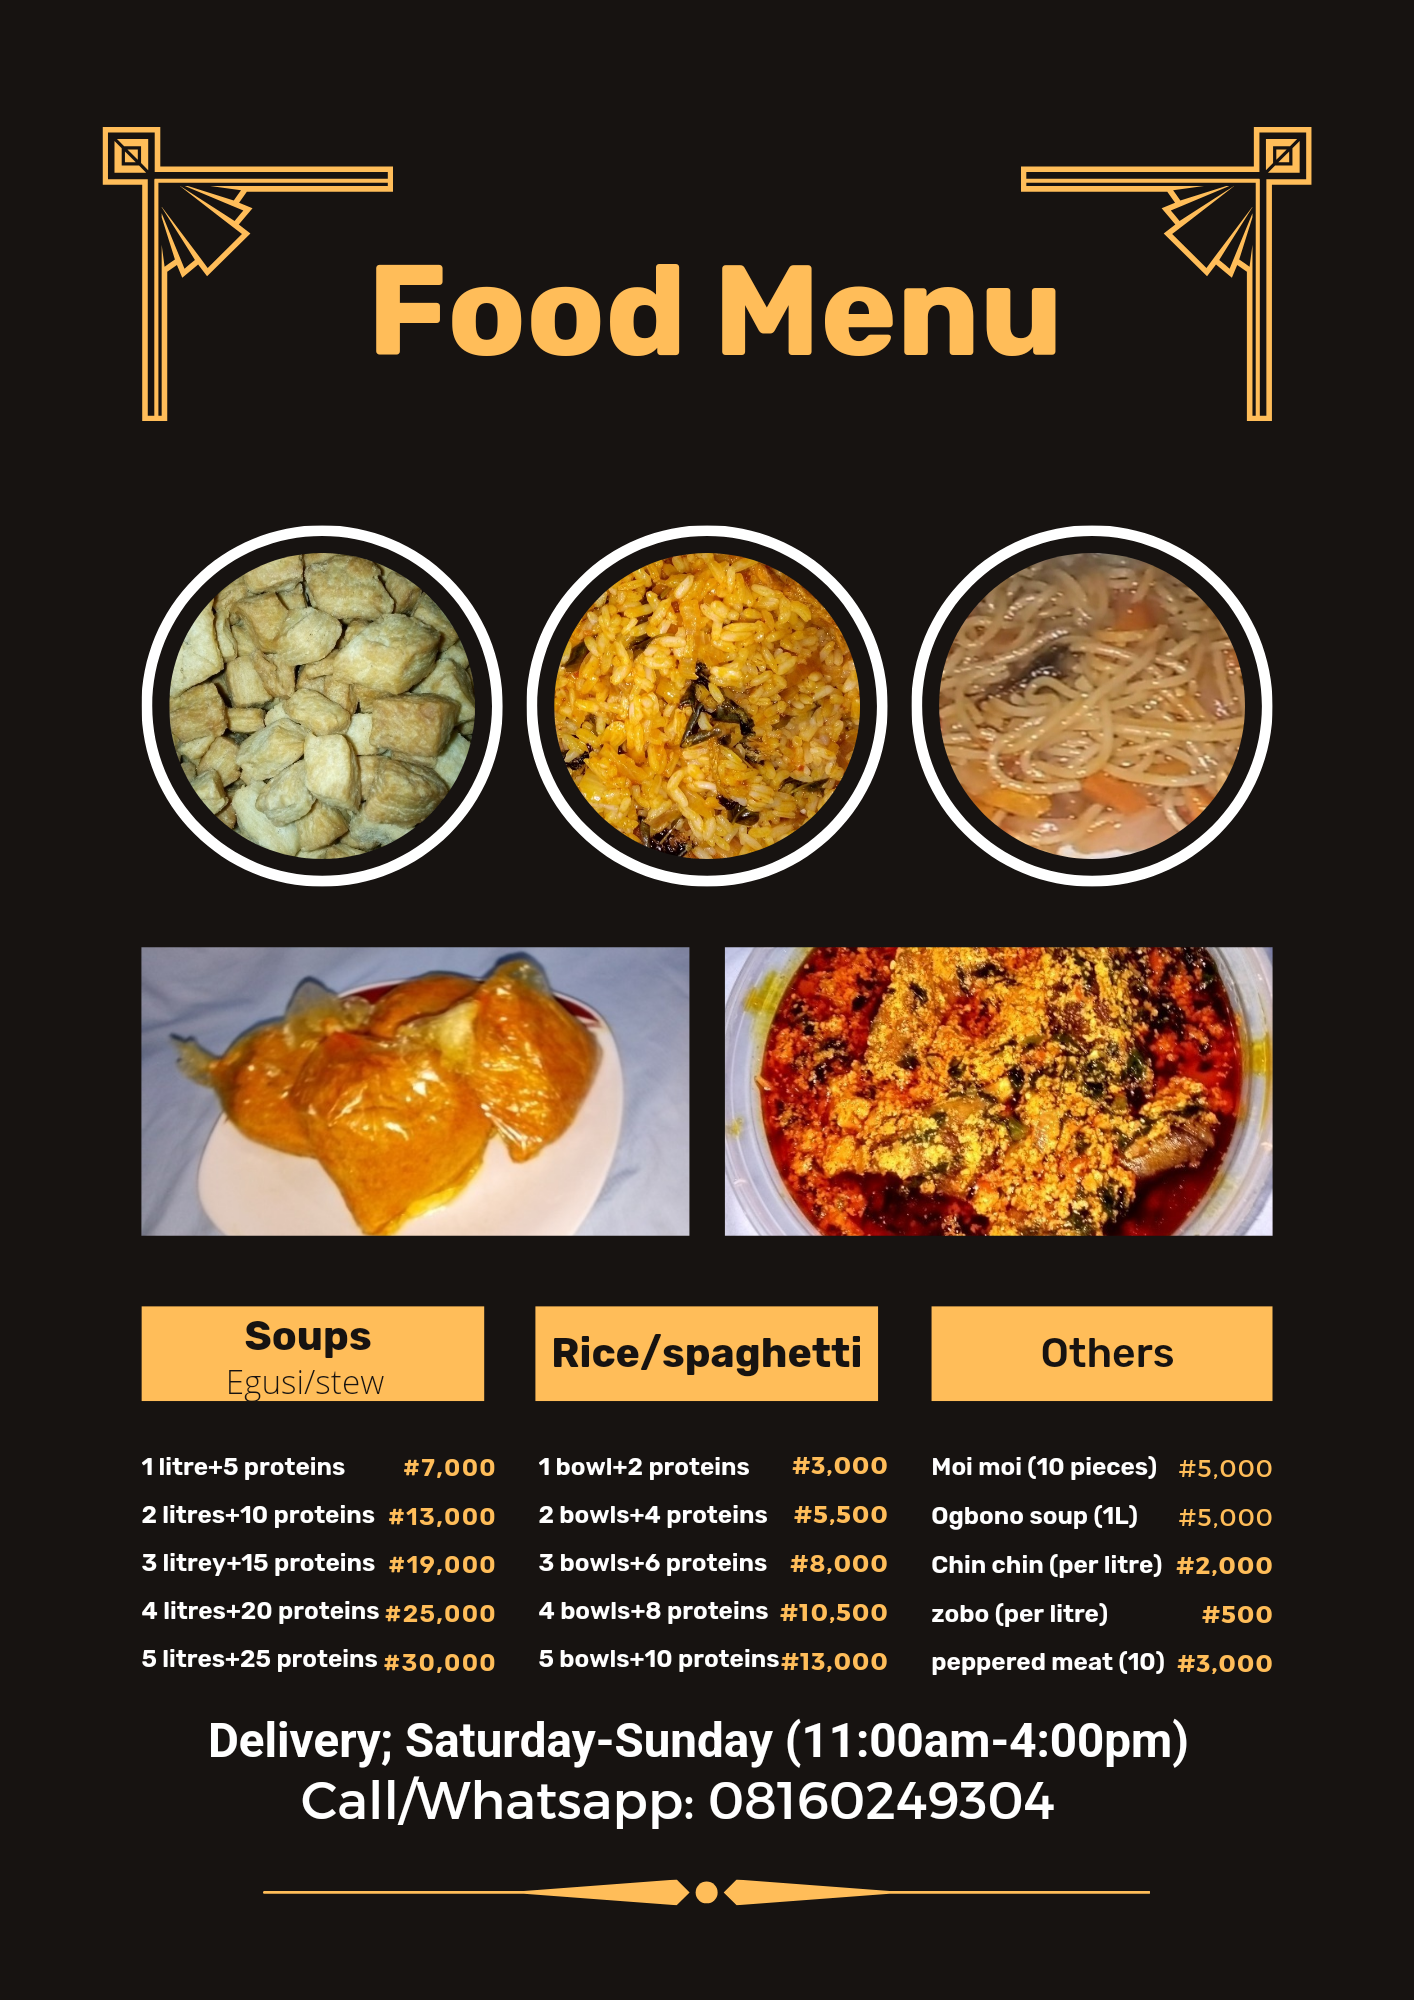 Food Menu
Soups
Egusi/stew
1 litre+5 proteins #7,000
2 litres+10 proteins #13,000
3 litrey+15 proteins #19,000
4 litres+20 proteins #25,000
5 litres+25 proteins #30,000
Rice/spaghetti
1 bowl+2 proteins #3,000
2 bowls+4 proteins #5,500
3 bowls+6 proteins #8,000
4 bowls+8 proteins #10,500
5 bowls+10 proteins #13,000
Others
Moi moi (10 pieces) #5,000
Ogbono soup (1L) #5,000
Chin chin (per litre) #2,000
zobo (per litre) #500
peppered meat (10) #3,000
Delivery; Saturday-Sunday (11:00am-4:00pm)
Call/Whatsapp: 08160249304